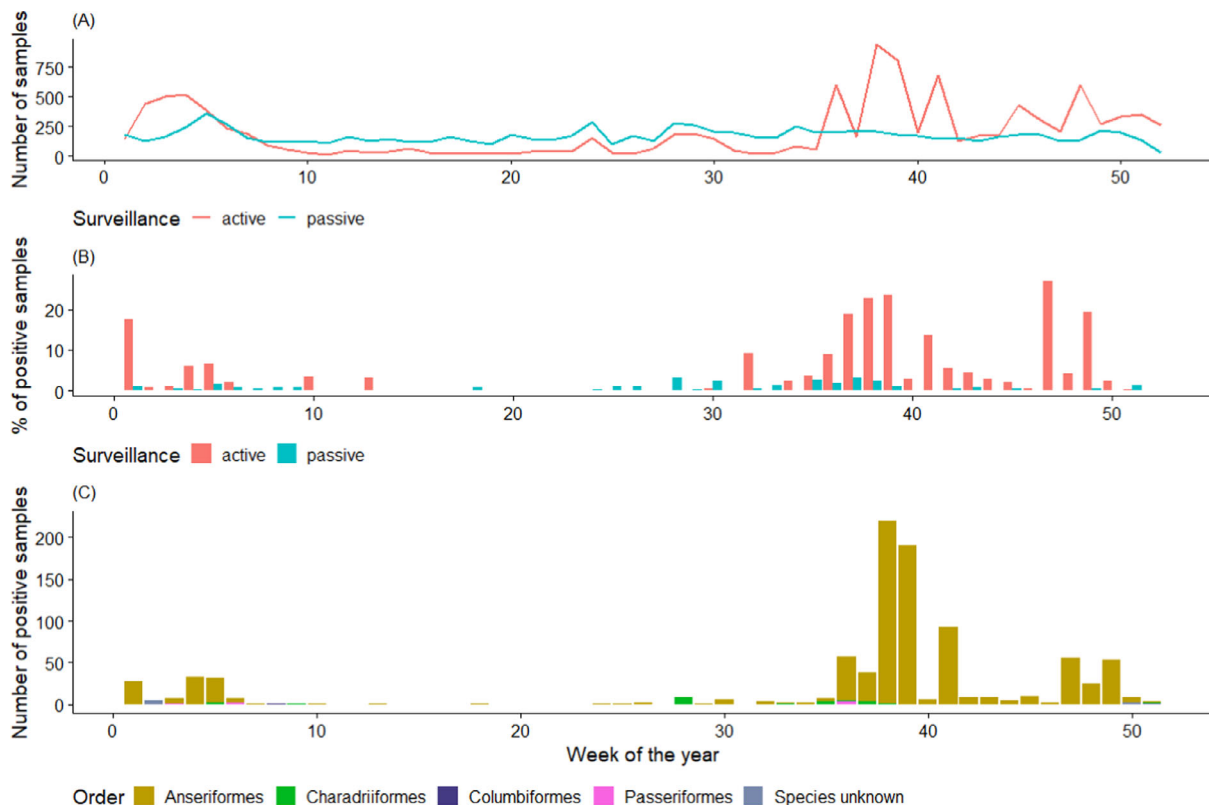 (A)
Number of samples
750
500
250
0
0 10 20 30 40 50
Surveillance active passive
(B)
% of positive samples
20
10
0
0 10 20 30 40 50
Surveillance active passive
(C)
Number of positive samples
200
150
100
50
0
0 10 20 30 40 50
Week of the year
Order Anseriformes Charadriiformes Columbiformes Passeriformes Species unknown